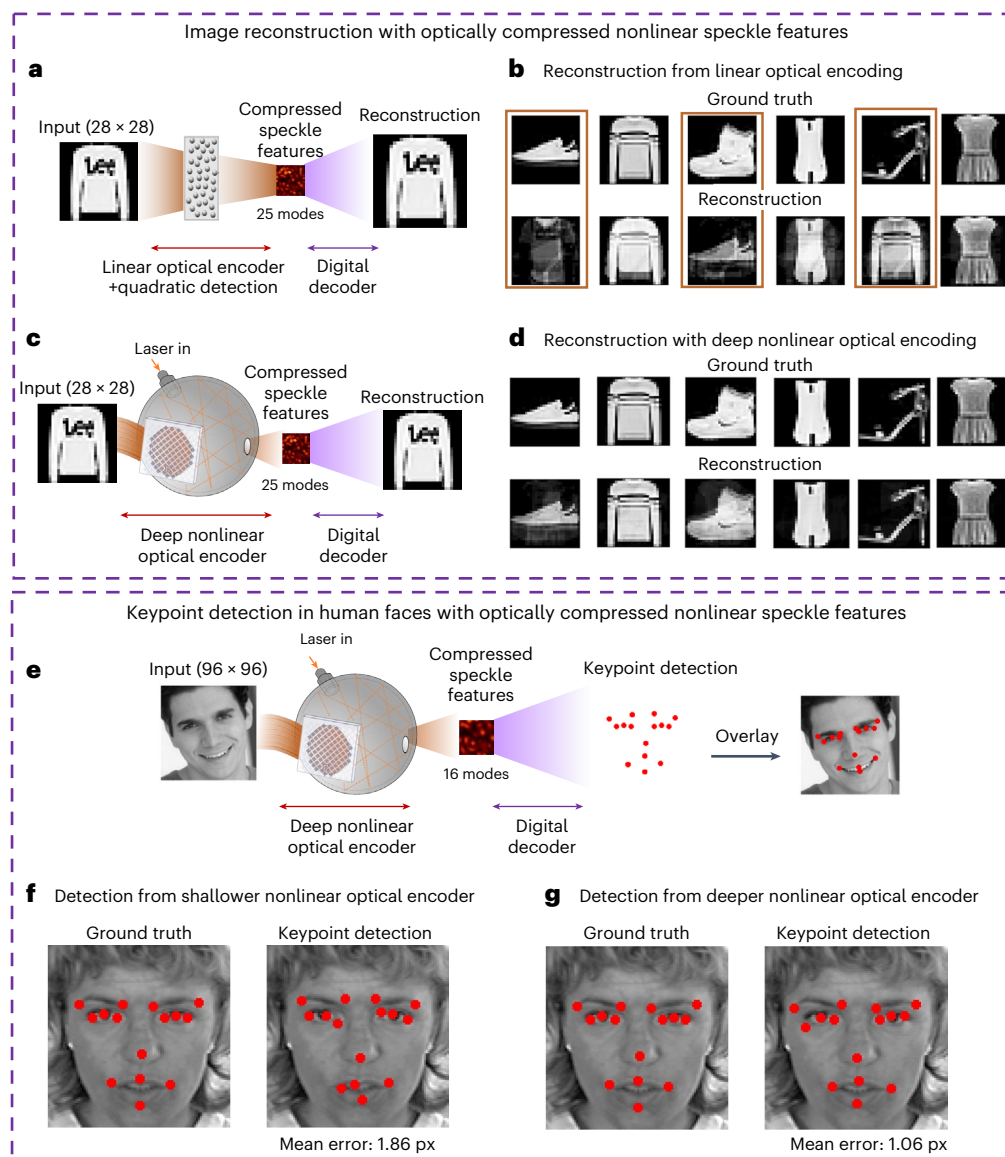 Image reconstruction with optically compressed nonlinear speckle features
a
Input (28 × 28)
Compressed
speckle
features
Reconstruction
Lee
Lee
25 modes
Linear optical encoder
+quadratic detection
Digital
decoder
b
Reconstruction from linear optical encoding
Ground truth
Reconstruction
c
Laser in
Input (28 × 28)
Compressed
speckle
features
Reconstruction
Lee
Lee
25 modes
Deep nonlinear
optical encoder
Digital
decoder
d
Reconstruction with deep nonlinear optical encoding
Ground truth
Reconstruction
Keypoint detection in human faces with optically compressed nonlinear speckle features
e
Laser in
Input (96 × 96)
Compressed
speckle
features
Keypoint detection
Overlay
16 modes
Deep nonlinear
optical encoder
Digital
decoder
f
Detection from shallower nonlinear optical encoder
Ground truth
Keypoint detection
Mean error: 1.86 px
g
Detection from deeper nonlinear optical encoder
Ground truth
Keypoint detection
Mean error: 1.06 px